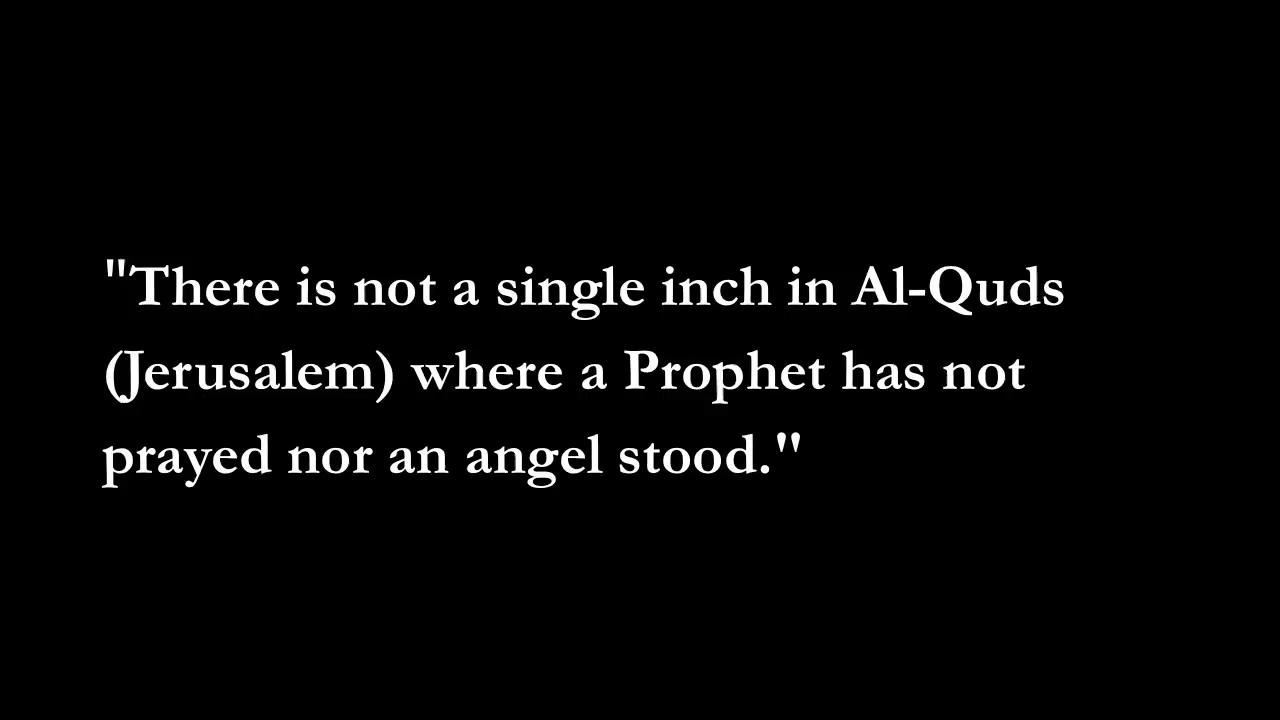 "There is not a single inch in Al-Quds
(Jerusalem) where a Prophet has not
prayed nor an angel stood."